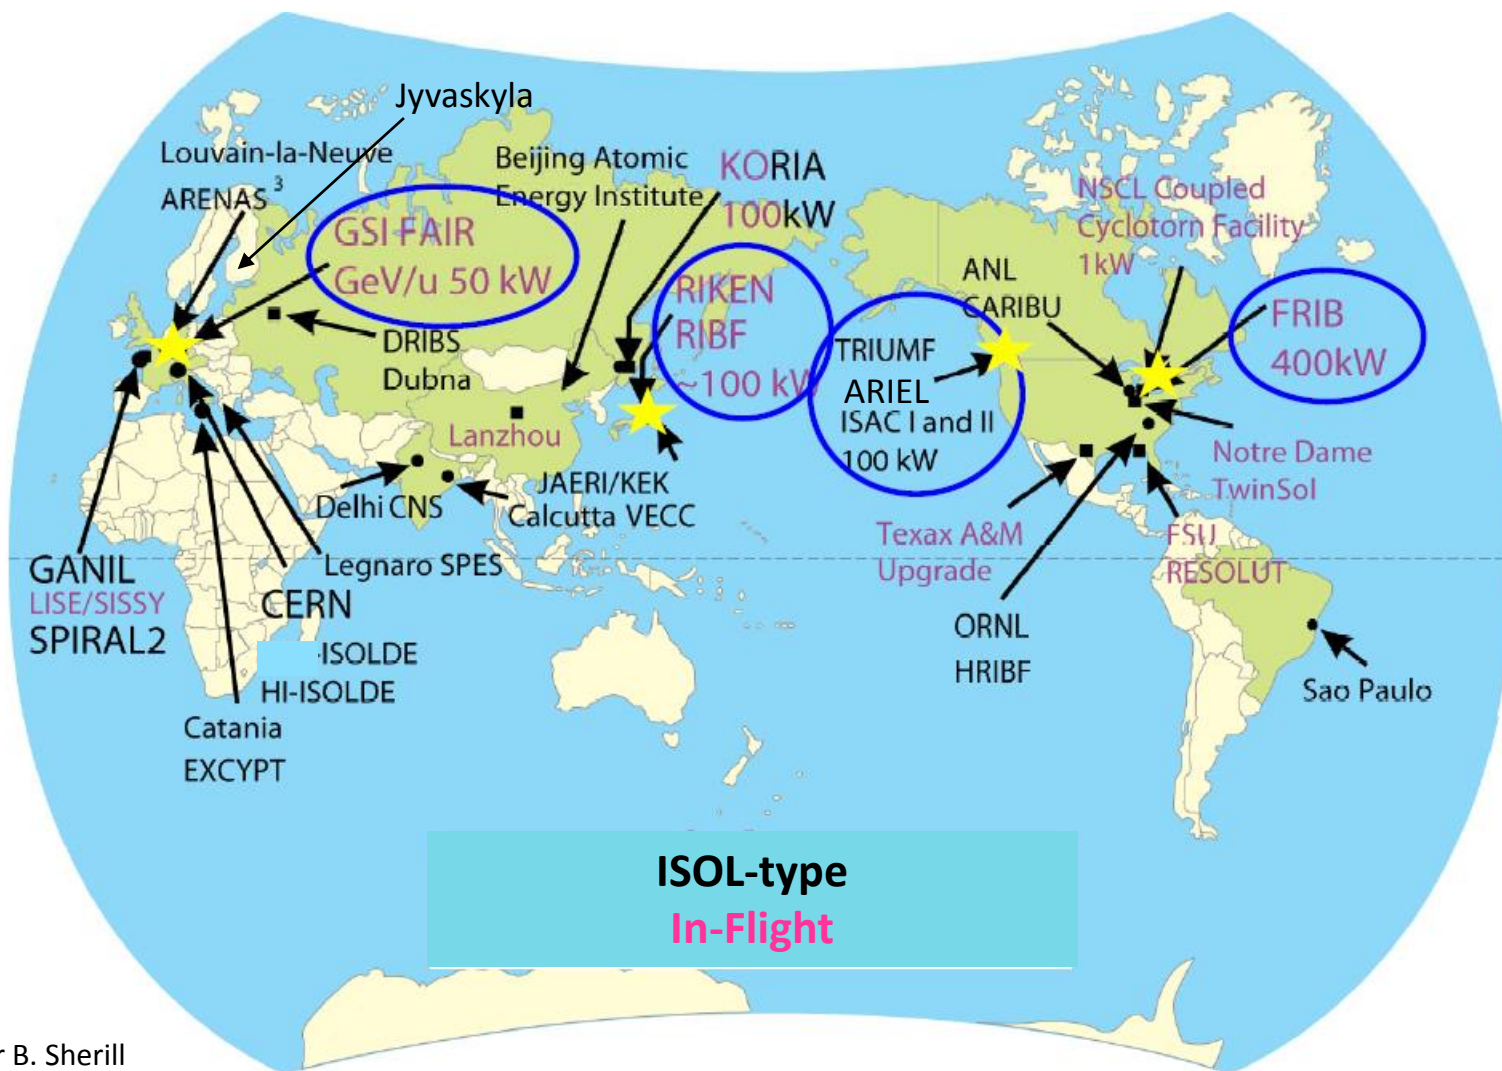 Jyvaskyla
Louvain-la-Neuve
ARENAS 3
GSI FAIR
GeV/u 50 kW
Beijing Atomic
Energy Institute
KORIA
100kW
RIKEN
RIBF
~100 kW
DRIBS
Dubna
Lanzhou
Delhi CNS
JAERI/KEK
Calcutta VECC
GANIL
LISE/SISSY
SPIRAL2
Legnaro SPES
CERN
-ISOLDE
HI-ISOLDE
Catania
EXCYPT
TRIUMF
ARIEL
ISAC I and II
100 kW
ANL
CARIBU
NSCL Coupled
Cyclotorn Facility
1kW
FRIB
400kW
Notre Dame
TwinSol
Texax A&M
Upgrade
FSU
RESOLUT
ORNL
HRIBF
Sao Paulo
ISOL-type
In-Flight
r B. Sherill